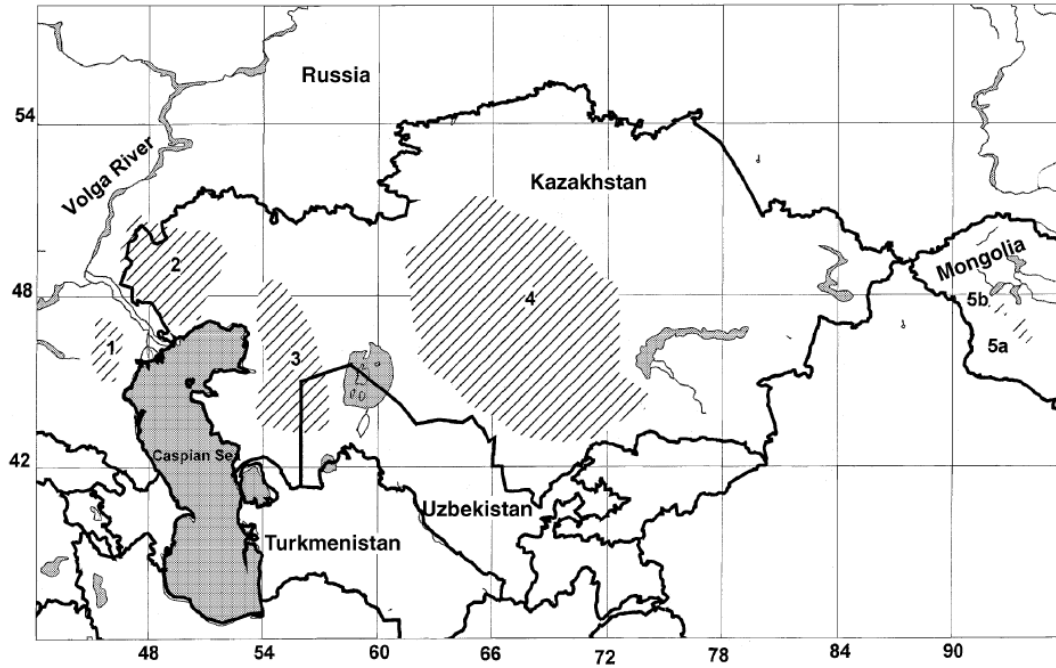 Russia
54
Volga River
Kazakhstan
2
Mongolia
48
4
5b
1
3
5a
Caspian Se
42
Uzbekistan
Turkmenistan
48
54
60
66
72
78
84
90